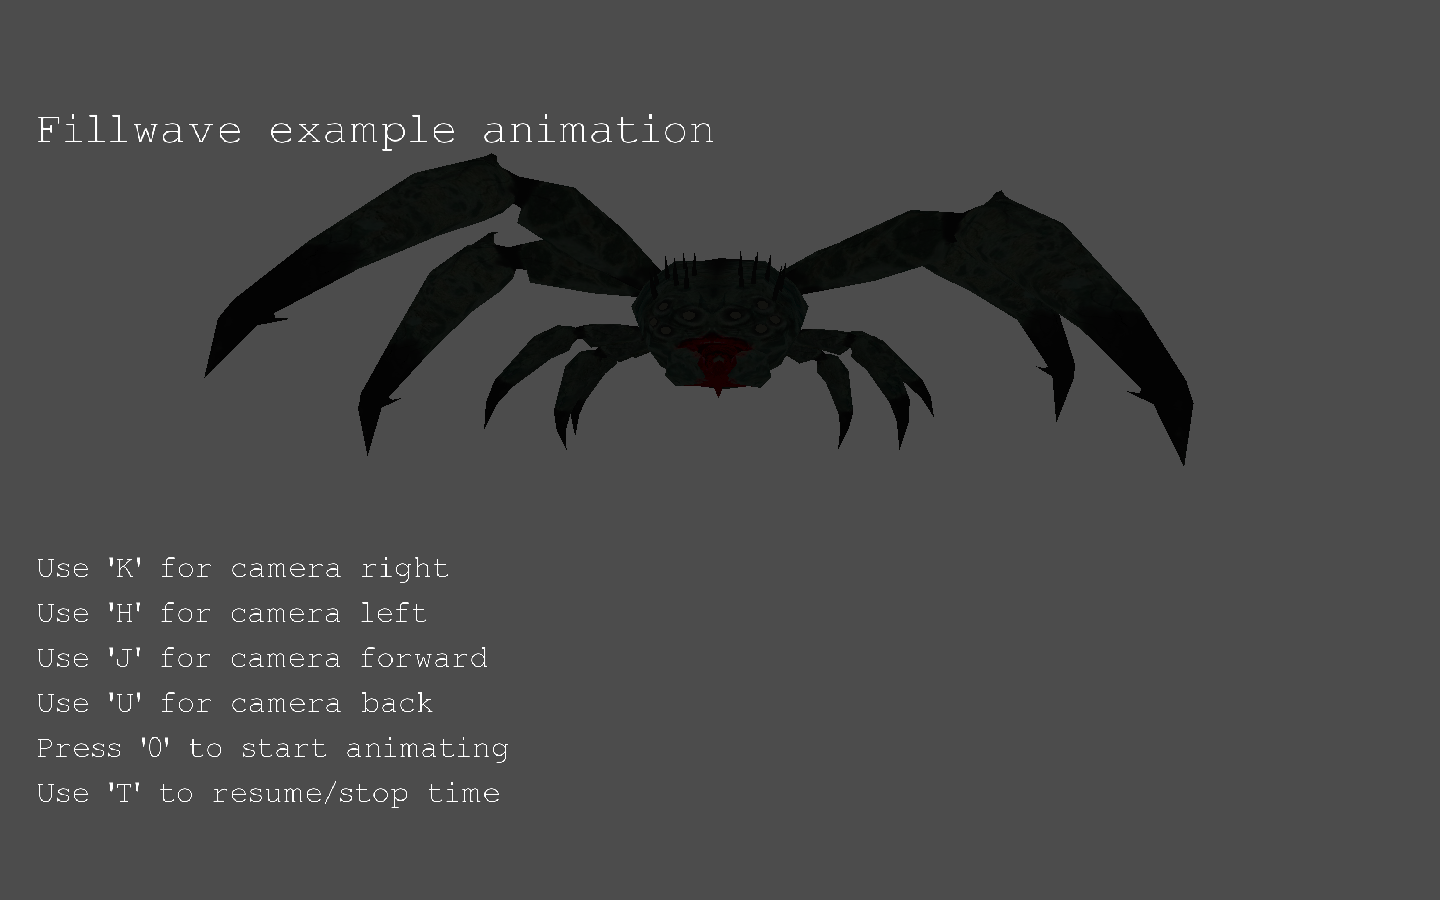 Fillwave example animation
Use 'K' for camera right
Use 'H' for camera left
Use 'J' for camera forward
Use 'U' for camera back
Press '0' to start animating
Use 'T' to resume/stop time